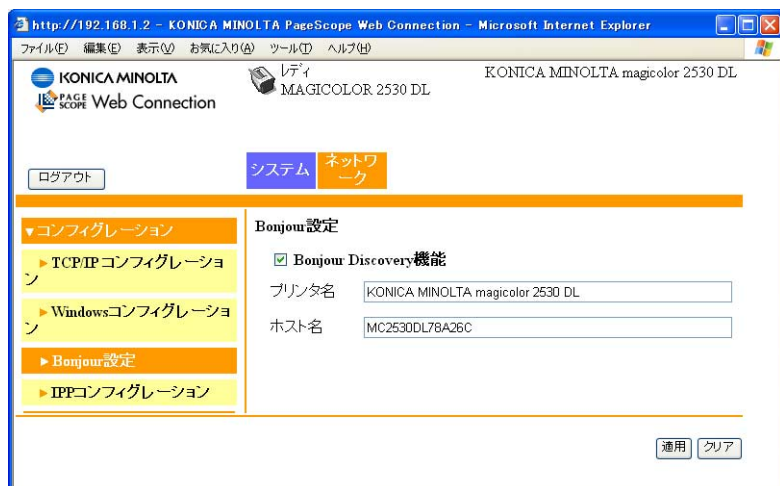 http://192.168.1.2 - KONICA MINOLTA PageScope Web Connection - Microsoft Internet Explorer
ファイル(F) 編集(E) 表示(V) お気に入り(A) ツール(T) ヘルプ(H)
KONICA MINOLTA
PAGE SCOPE Web Connection
レディ
MAGICOLOR 2530 DL
KONICA MINOLTA magicolor 2530 DL
ログアウト
システム
ネットワ
ーク
▼コンフィグレーション
►TCP/IPコンフィグレーショ
ン
►Windowsコンフィグレーショ
ン
►Bonjour設定
►IPPコンフィグレーション
Bonjour設定
Bonjour Discovery機能
プリンタ名 KONICA MINOLTA magicolor 2530 DL
ホスト名 MC2530DL78A26C
適用 クリア